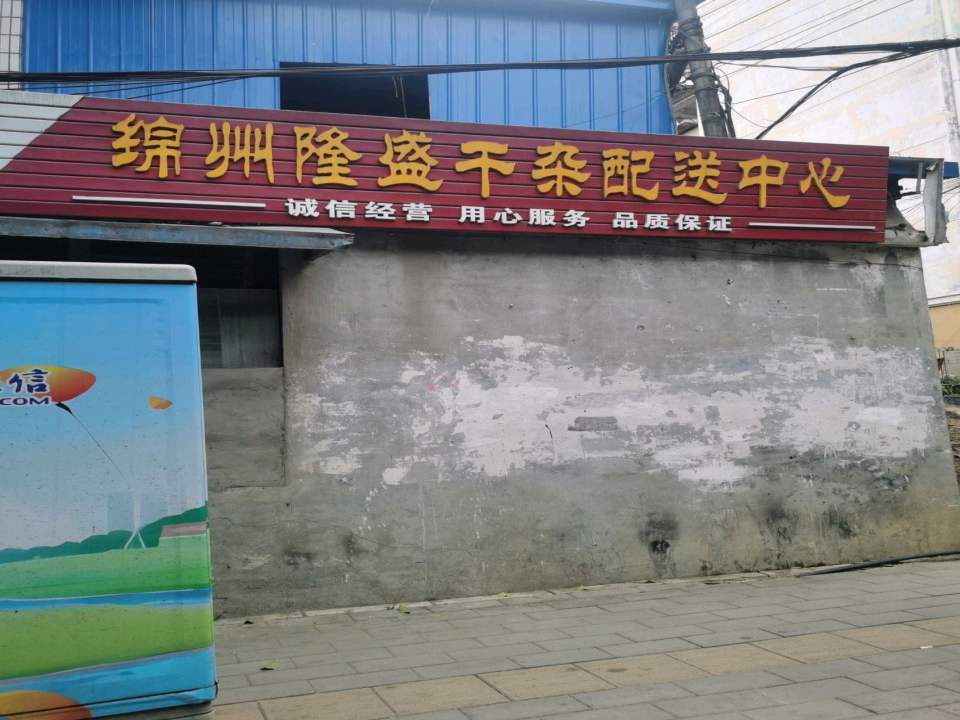 绵州隆盛干杂配送中心
诚信经营 用心服务 品质保证
信
.COM